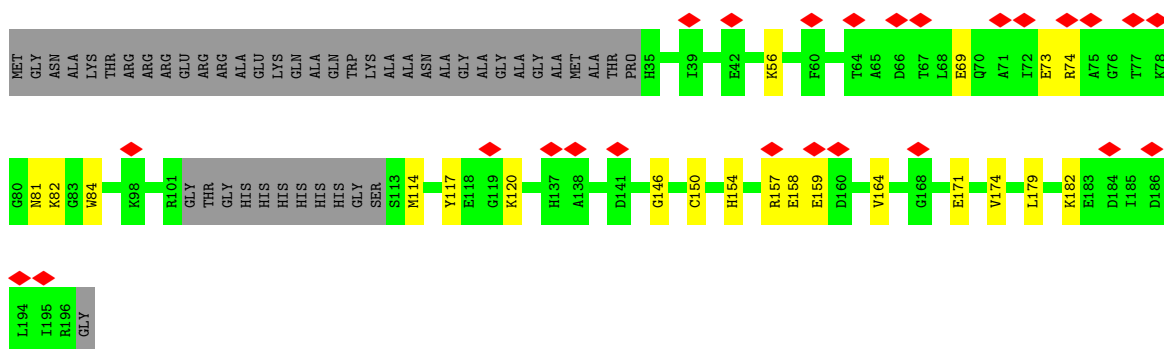 MET GLY ASN ALA LYS THR ARG ARG ARG GLU ARG ARG ALA GLU LYS GLN ALA GLN TRP LYS ALA ALA ASN ALA GLY ALA GLY ALA GLY ALA MET ALA THR PRO H35 I39 E42 K56 F60 T64 A65 D66 T67 L68 E69 Q70 A71 I72 E73 R74 A75 G76 T77 K78
G80 N81 K82 G83 W84 K98 R101 GLY THR GLY HIS HIS HIS HIS HIS HIS GLY SER S113 M114 Y117 E118 G119 K120 H137 A138 D141 G146 C150 H154 R157 E158 E159 D160 V164 G168 E171 V174 L179 K182 E183 D184 I185 D186
L194 I195 R196 GLY